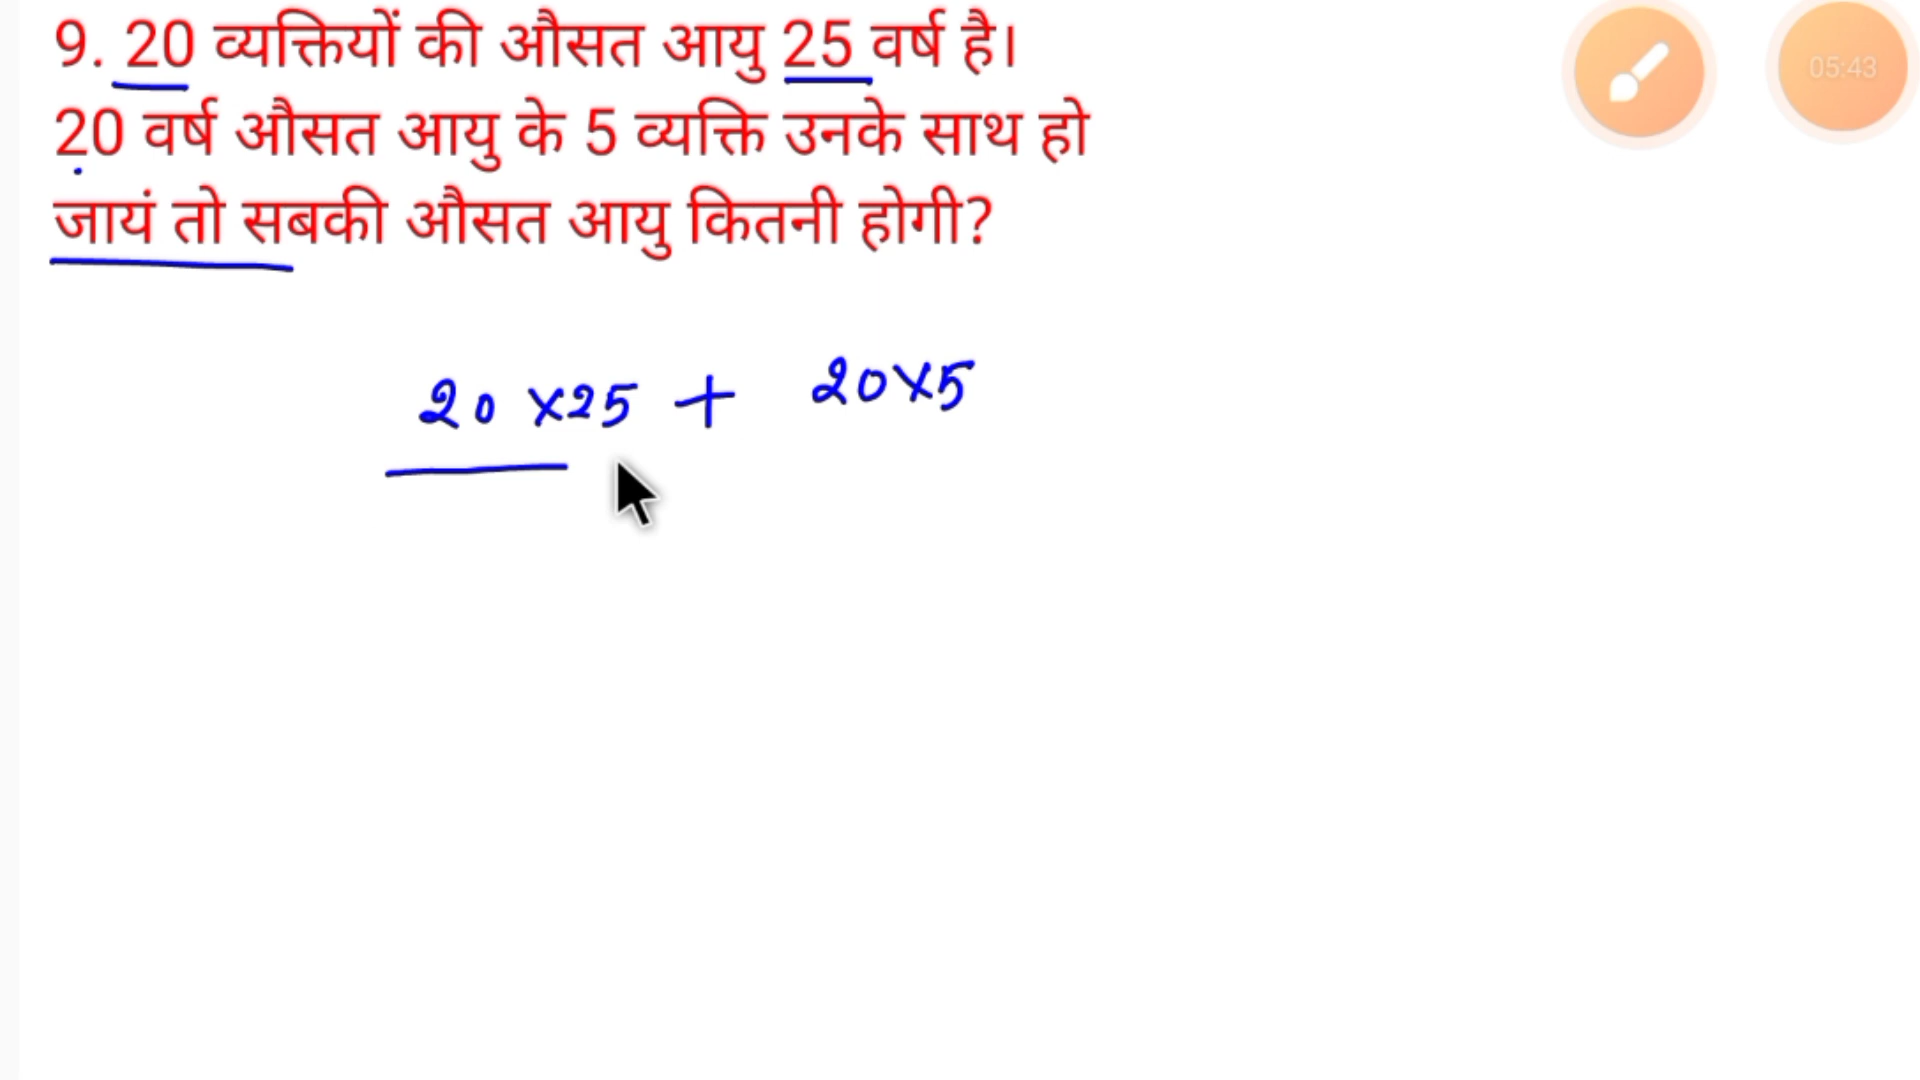 9. 20 व्यक्तियों की औसत आयु 25 वर्ष है।
20 वर्ष औसत आयु के 5 व्यक्ति उनके साथ हो
जायं तो सबकी औसत आयु कितनी होगी?
20 ×25 + 20×5
05:43